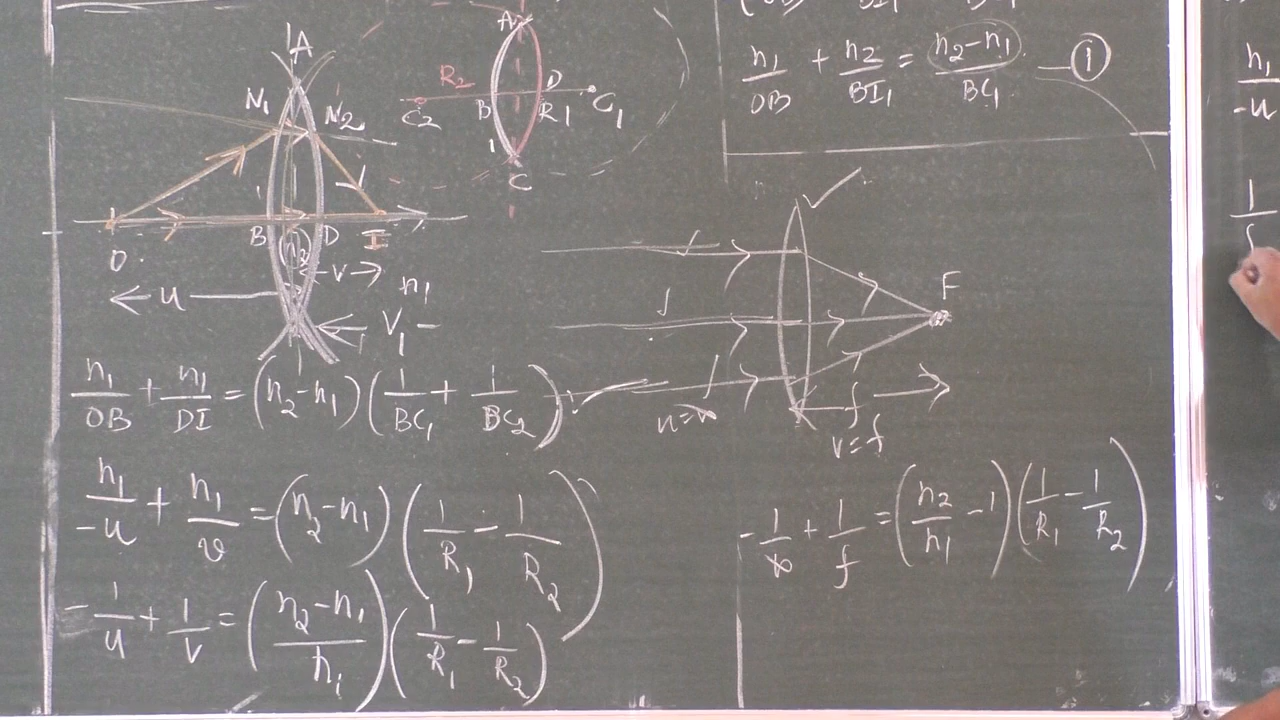 A
N₁ N₂
O B D I
n₂
u
v
n₁
V₁
A
R₂
C₂ B D R₁ C₁
C
n₁/OB + n₁/DI = (n₂-n₁)(1/BC₁ + 1/BC₂)
n₁/-u + n₁/v = (n₂-n₁)(1/R₁ - 1/R₂)
-1/u + 1/v = ((n₂-n₁)/n₁)(1/R₁ - 1/R₂)
n₁/OB + n₂/BI₁ = (n₂-n₁)/BC₁ —①
F
f
v=f
-1/∞ + 1/f = (n₂/n₁ - 1)(1/R₁ - 1/R₂)
n₁/-u
1/f